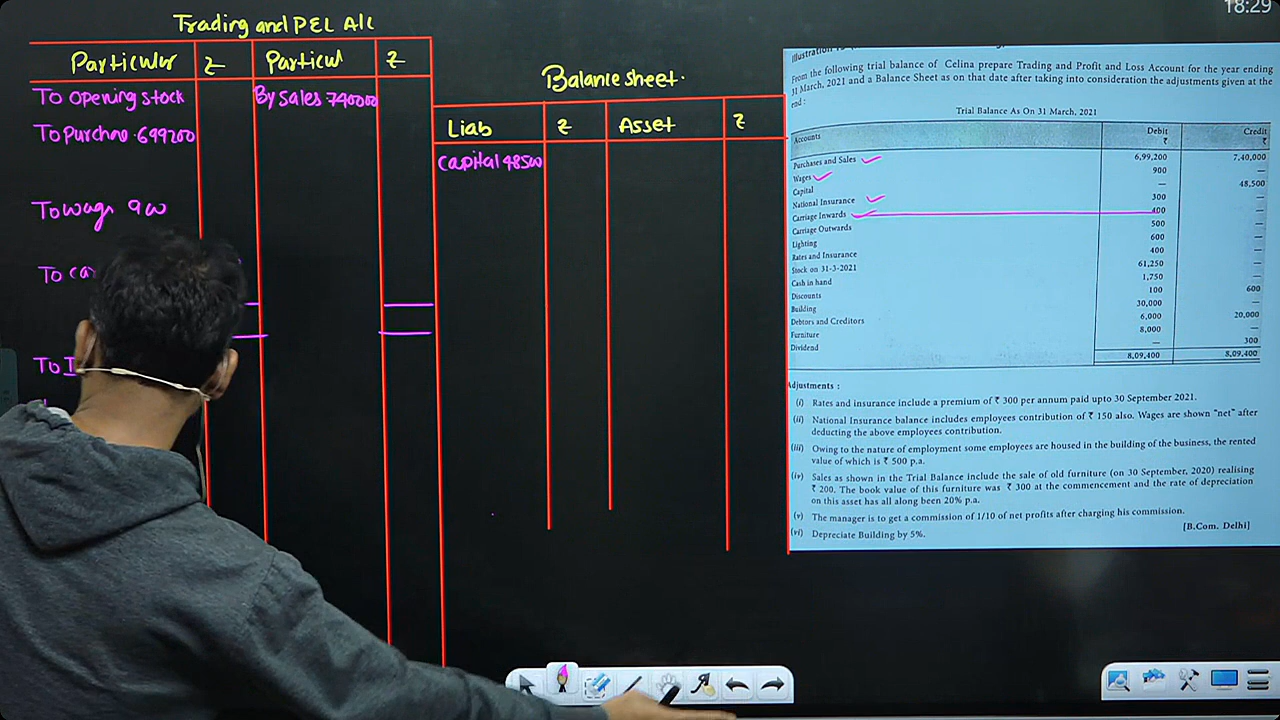 18:29
Trading and P&L A/c
Particular ₹ Particul ₹
To opening stock By Sales 740000
To Purchase 699200
To wages 900
To
Balance sheet
Liab ₹ Asset ₹
Capital 48500
From the following trial balance of Celina prepare Trading and Profit and Loss Account for the year ending
31 March, 2021 and a Balance Sheet as on that date after taking into consideration the adjustments given at the
end :
Trial Balance As On 31 March, 2021
Accounts Debit ₹ Credit ₹
Purchases and Sales 6,99,200 7,40,000
Wages 900 —
Capital — 48,500
National Insurance 300 —
Carriage Inwards 400 —
Carriage Outwards 500 —
Lighting 600 —
Rates and Insurance 400 —
Stock on 31-3-2021 61,250 —
Cash in hand 1,750 —
Discounts 100 600
Building 30,000 —
Debtors and Creditors 6,000 20,000
Furniture 8,000 —
Dividend — 300
8,09,400 8,09,400
Adjustments :
(i) Rates and insurance include a premium of ₹ 300 per annum paid upto 30 September 2021.
(ii) National Insurance balance includes employees contribution of ₹ 150 also. Wages are shown "net" after
deducting the above employees contribution.
(iii) Owing to the nature of employment some employees are housed in the building of the business, the rented
value of which is ₹ 500 p.a.
(iv) Sales as shown in the Trial Balance include the sale of old furniture (on 30 September, 2020) realising
₹ 200. The book value of this furniture was ₹ 300 at the commencement and the rate of depreciation
on this asset has all along been 20% p.a.
(v) The manager is to get a commission of 1/10 of net profits after charging his commission.
(vi) Depreciate Building by 5%. [B.Com. Delhi]